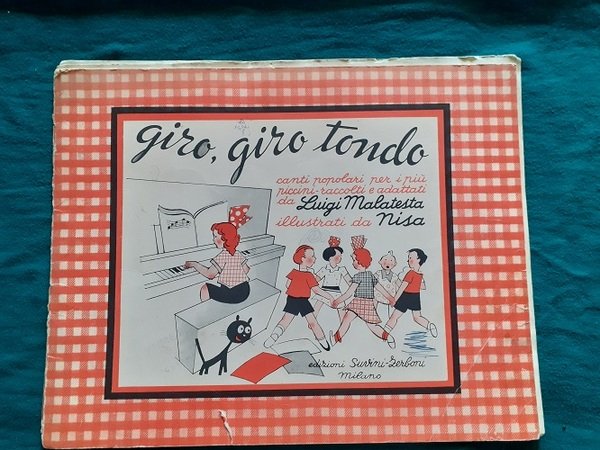 giro, giro tondo
canti popolari per i più
piccini-raccolti e adattati
da Luigi Malatesta
illustrati da Nisa
edizioni Suvini-Zerboni
Milano